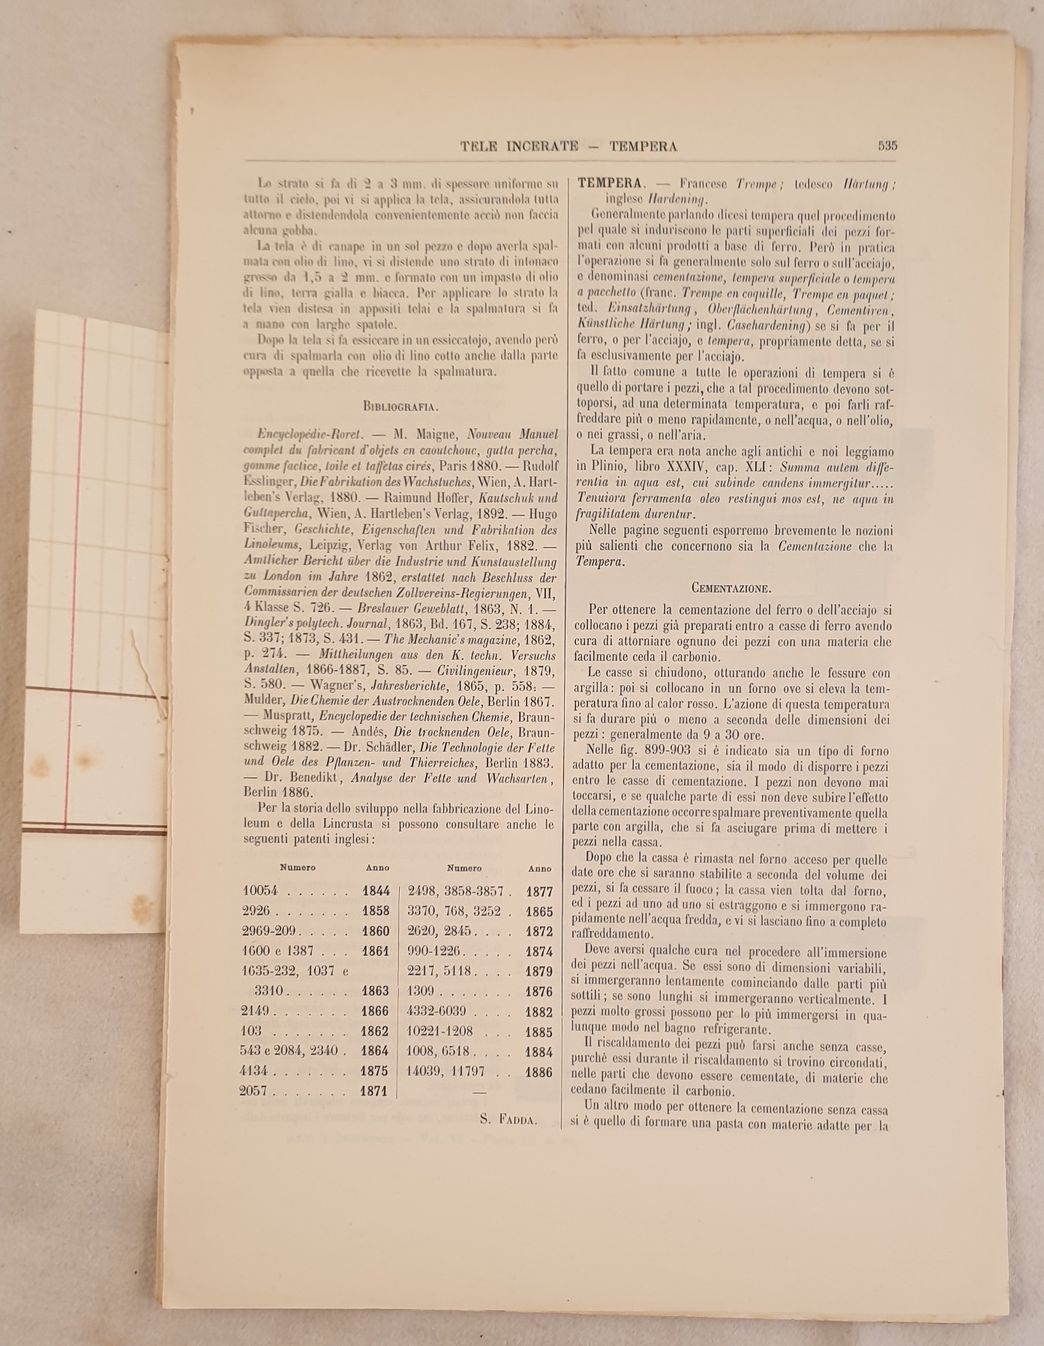 TELE INCERATE — TEMPERA 535
Lo strato si fa di 2 a 3 mm. di spessore uniforme su
tutto il cielo, poi vi si applica la tela, assicurandola tutta
attorno e distendendola convenientemente acciò non faccia
alcuna gobba.
La tela è di canape in un sol pezzo e dopo averla spal-
mata con olio di lino, vi si distende uno strato di intonaco
grosso da 1,5 a 2 mm. e formato con un impasto di olio
di lino, terra gialla e biacca. Per applicare lo strato la
tela vien distesa in appositi telai e la spalmatura si fa
a mano con larghe spatole.
Dopo la tela si fa essiccare in un essiccatojo, avendo però
cura di spalmarla con olio di lino cotto anche dalla parte
opposta a quella che ricevette la spalmatura.
BIBLIOGRAFIA.
Encyclopédie-Roret. — M. Maigne, Nouveau Manuel
complet du fabricant d'objets en caoutchouc, gutta percha,
gomme factice, toile et taffetas cirés, Paris 1880. — Rudolf
Esslinger, Die Fabrikation des Wachstuches, Wien, A. Hart-
leben's Verlag, 1880. — Raimund Hoffer, Kautschuk und
Guttapercha, Wien, A. Hartleben's Verlag, 1892. — Hugo
Fischer, Geschichte, Eigenschaften und Fabrikation des
Linoleums, Leipzig, Verlag von Arthur Felix, 1882. —
Amtlicher Bericht über die Industrie und Kunstaustellung
zu London im Jahre 1862, erstattet nach Beschluss der
Commissarien der deutschen Zollvereins-Regierungen, VII,
4 Klasse S. 726. — Breslauer Geweblatt, 1863, N. 1. —
Dingler's polytech. Journal, 1863, Bd. 167, S. 238; 1884,
S. 337; 1873, S. 431. — The Mechanic's magazine, 1862,
p. 274. — Mittheilungen aus den K. techn. Versuchs
Anstalten, 1866-1887, S. 85. — Civilingenieur, 1879,
S. 580. — Wagner's, Jahresberichte, 1865, p. 558: —
Mulder, Die Chemie der Austrocknenden Oele, Berlin 1867.
— Muspratt, Encyclopedie der technischen Chemie, Braun-
schweig 1875. — Andés, Die trocknenden Oele, Braun-
schweig 1882. — Dr. Schädler, Die Technologie der Fette
und Oele des Pflanzen- und Thierreiches, Berlin 1883.
— Dr. Benedikt, Analyse der Fette und Wachsarten,
Berlin 1886.
Per la storia dello sviluppo nella fabbricazione del Lino-
leum e della Lincrusta si possono consultare anche le
seguenti patenti inglesi:
Numero Anno Numero Anno
10054 . . . . . . 1844 2498, 3858-3857 . 1877
2926 . . . . . . . 1858 3370, 768, 3252 . 1865
2969-209 . . . . . 1860 2620, 2845 . . . . 1872
1600 e 1387 . . . 1861 990-1226 . . . . . 1874
1635-232, 1037 e 2217, 5118 . . . . 1879
3310 . . . . . . 1863 1309 . . . . . . . 1876
2149 . . . . . . . 1866 4332-6039 . . . . 1882
103 . . . . . . . 1862 10221-1208 . . . 1885
543 e 2084, 2340 . 1864 1008, 6518 . . . . 1884
4134 . . . . . . . 1875 14039, 11797 . . 1886
2057 . . . . . . . 1871 —
S. FADDA.
TEMPERA. — Francese Trempe; tedesco Härtung;
inglese Hardening.
Generalmente parlando dicesi tempera quel procedimento
pel quale si induriscono le parti superficiali dei pezzi for-
mati con alcuni prodotti a base di ferro. Però in pratica
l'operazione si fa generalmente solo sul ferro o sull'acciajo,
e denominasi cementazione, tempera superficiale o tempera
a pacchetto (franc. Trempe en coquille, Trempe en paquet;
ted. Einsatzhärtung, Oberflächenhärtung, Cementiren,
Künstliche Härtung; ingl. Casehardening) se si fa per il
ferro, o per l'acciajo, e tempera, propriamente detta, se si
fa esclusivamente per l'acciajo.
Il fatto comune a tutte le operazioni di tempera si è
quello di portare i pezzi, che a tal procedimento devono sot-
toporsi, ad una determinata temperatura, e poi farli raf-
freddare più o meno rapidamente, o nell'acqua, o nell'olio,
o nei grassi, o nell'aria.
La tempera era nota anche agli antichi e noi leggiamo
in Plinio, libro XXXIV, cap. XLI: Summa autem diffe-
rentia in aqua est, cui subinde candens immergitur.....
Tenuiora ferramenta oleo restingui mos est, ne aqua in
fragilitatem durentur.
Nelle pagine seguenti esporremo brevemente le nozioni
più salienti che concernono sia la Cementazione che la
Tempera.
CEMENTAZIONE.
Per ottenere la cementazione del ferro o dell'acciajo si
collocano i pezzi già preparati entro a casse di ferro avendo
cura di attorniare ognuno dei pezzi con una materia che
facilmente ceda il carbonio.
Le casse si chiudono, otturando anche le fessure con
argilla: poi si collocano in un forno ove si eleva la tem-
peratura fino al calor rosso. L'azione di questa temperatura
si fa durare più o meno a seconda delle dimensioni dei
pezzi: generalmente da 9 a 30 ore.
Nelle fig. 899-903 si è indicato sia un tipo di forno
adatto per la cementazione, sia il modo di disporre i pezzi
entro le casse di cementazione. I pezzi non devono mai
toccarsi, e se qualche parte di essi non deve subire l'effetto
della cementazione occorre spalmare preventivamente quella
parte con argilla, che si fa asciugare prima di mettere i
pezzi nella cassa.
Dopo che la cassa è rimasta nel forno acceso per quelle
date ore che si saranno stabilite a seconda del volume dei
pezzi, si fa cessare il fuoco; la cassa vien tolta dal forno,
ed i pezzi ad uno ad uno si estraggono e si immergono ra-
pidamente nell'acqua fredda, e vi si lasciano fino a completo
raffreddamento.
Deve aversi qualche cura nel procedere all'immersione
dei pezzi nell'acqua. Se essi sono di dimensioni variabili,
si immergeranno lentamente cominciando dalle parti più
sottili; se sono lunghi si immergeranno verticalmente. I
pezzi molto grossi possono per lo più immergersi in qua-
lunque modo nel bagno refrigerante.
Il riscaldamento dei pezzi può farsi anche senza casse,
purchè essi durante il riscaldamento si trovino circondati,
nelle parti che devono essere cementate, di materie che
cedano facilmente il carbonio.
Un altro modo per ottenere la cementazione senza cassa
si è quello di formare una pasta con materie adatte per la